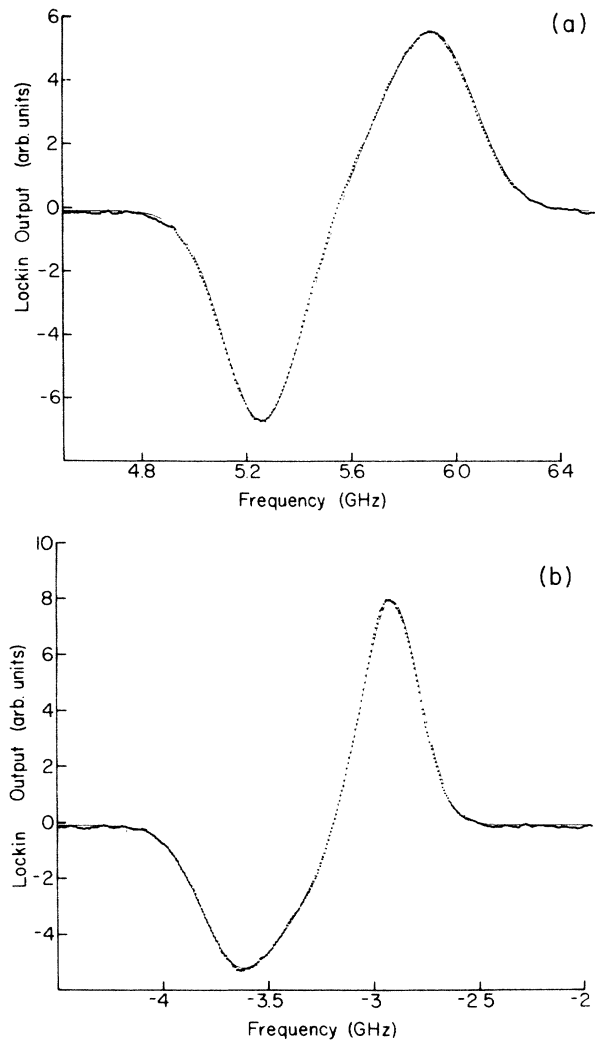 (a)
6
4
2
0
-2
-4
-6
Lockin Output (arb. units)
4.8 5.2 5.6 6.0 6.4
Frequency (GHz)
(b)
10
8
6
4
2
0
-2
-4
Lockin Output (arb. units)
-4 -3.5 -3 -2.5 -2
Frequency (GHz)